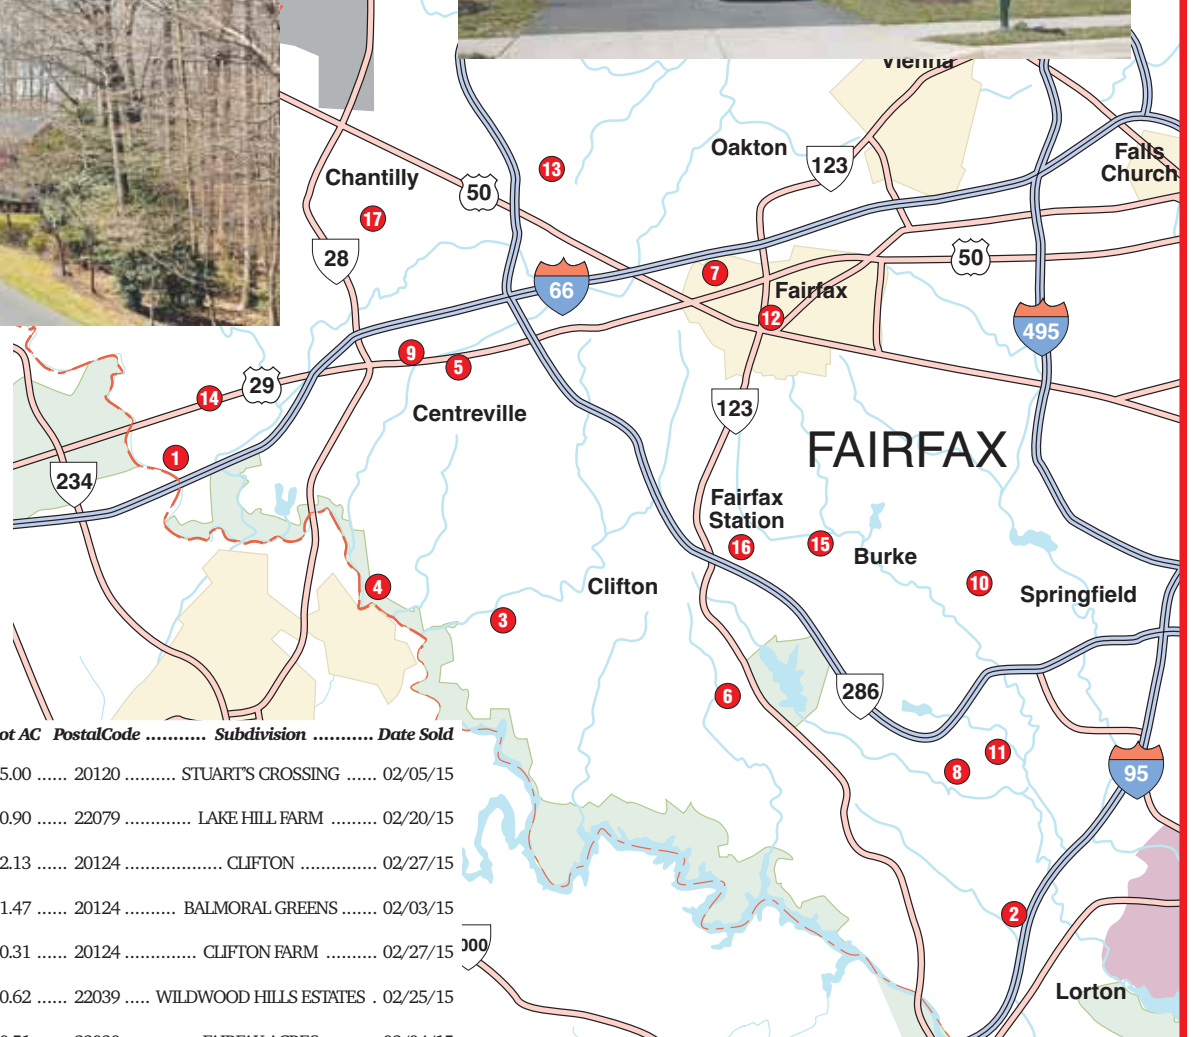 Vienna
Oakton
123
Falls
Church
13
Chantilly
50
17
28
50
7
66
Fairfax
12
495
9
5
29
14
Centreville
123
FAIRFAX
1
234
Fairfax
Station
16
15
Burke
4
Clifton
10
Springfield
3
6
286
11
8
95
2
Lorton
000
ot AC PostalCode ........... Subdivision ........... Date Sold
5.00 ...... 20120 .......... STUART'S CROSSING ...... 02/05/15
0.90 ...... 22079 ............. LAKE HILL FARM ......... 02/20/15
2.13 ...... 20124 ................... CLIFTON ............... 02/27/15
1.47 ...... 20124 .......... BALMORAL GREENS ....... 02/03/15
0.31 ...... 20124 .............. CLIFTON FARM .......... 02/27/15
0.62 ...... 22039 ..... WILDWOOD HILLS ESTATES . 02/25/15